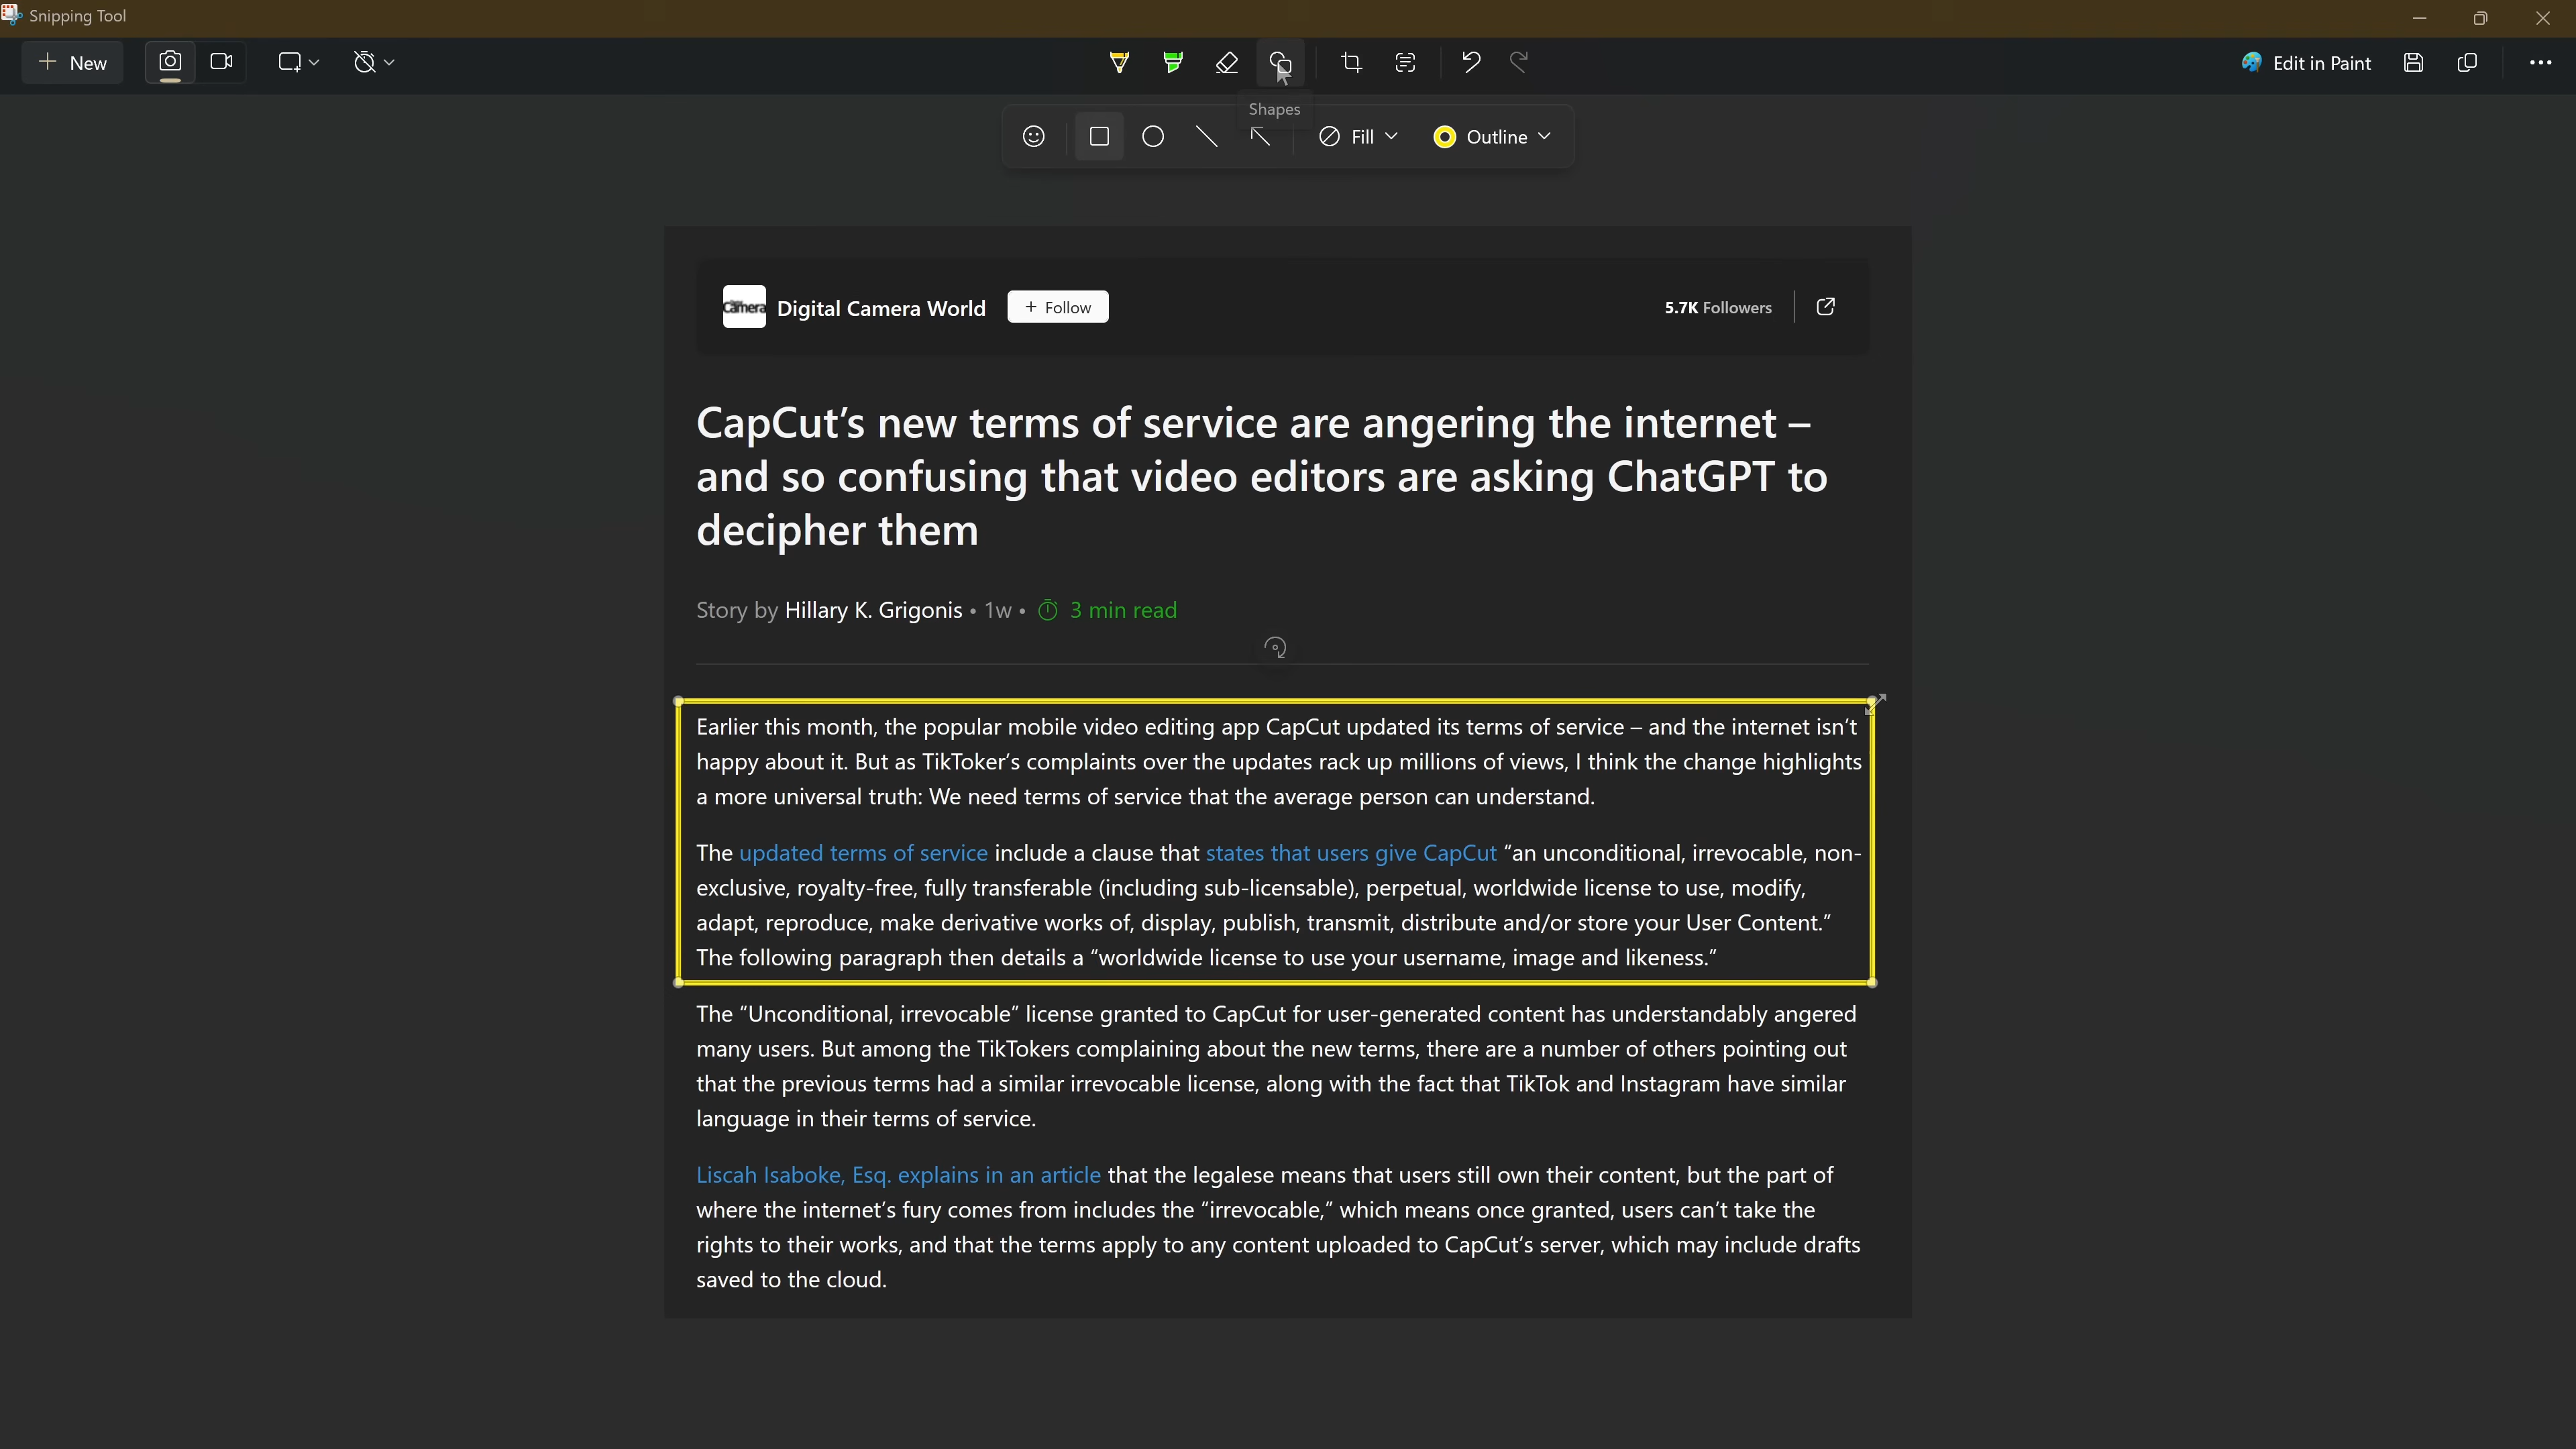 Snipping Tool
New
Edit in Paint
Shapes
Fill
Outline
Camera
Digital Camera World
+ Follow
5.7K Followers
CapCut’s new terms of service are angering the internet –
and so confusing that video editors are asking ChatGPT to
decipher them
Story by Hillary K. Grigonis • 1w • 3 min read
Earlier this month, the popular mobile video editing app CapCut updated its terms of service – and the internet isn’t
happy about it. But as TikToker’s complaints over the updates rack up millions of views, I think the change highlights
a more universal truth: We need terms of service that the average person can understand.
The updated terms of service include a clause that states that users give CapCut “an unconditional, irrevocable, non-
exclusive, royalty-free, fully transferable (including sub-licensable), perpetual, worldwide license to use, modify,
adapt, reproduce, make derivative works of, display, publish, transmit, distribute and/or store your User Content.”
The following paragraph then details a “worldwide license to use your username, image and likeness.”
The “Unconditional, irrevocable” license granted to CapCut for user-generated content has understandably angered
many users. But among the TikTokers complaining about the new terms, there are a number of others pointing out
that the previous terms had a similar irrevocable license, along with the fact that TikTok and Instagram have similar
language in their terms of service.
Liscah Isaboke, Esq. explains in an article that the legalese means that users still own their content, but the part of
where the internet’s fury comes from includes the “irrevocable,” which means once granted, users can’t take the
rights to their works, and that the terms apply to any content uploaded to CapCut’s server, which may include drafts
saved to the cloud.